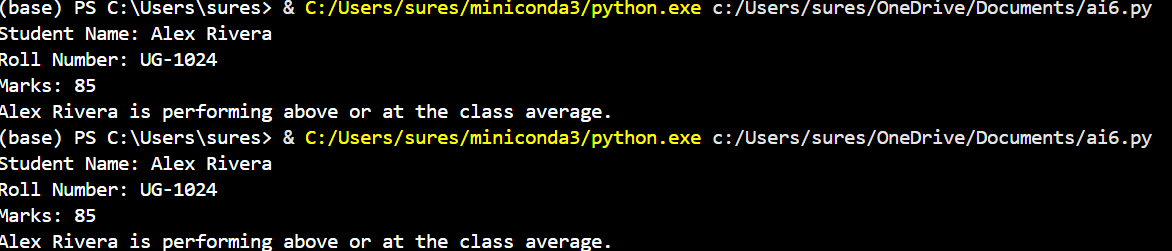 (base) PS C:\Users\sures> & C:/Users/sures/miniconda3/python.exe c:/Users/sures/OneDrive/Documents/ai6.py
Student Name: Alex Rivera
Roll Number: UG-1024
Marks: 85
Alex Rivera is performing above or at the class average.
(base) PS C:\Users\sures> & C:/Users/sures/miniconda3/python.exe c:/Users/sures/OneDrive/Documents/ai6.py
Student Name: Alex Rivera
Roll Number: UG-1024
Marks: 85
Alex Rivera is performing above or at the class average.